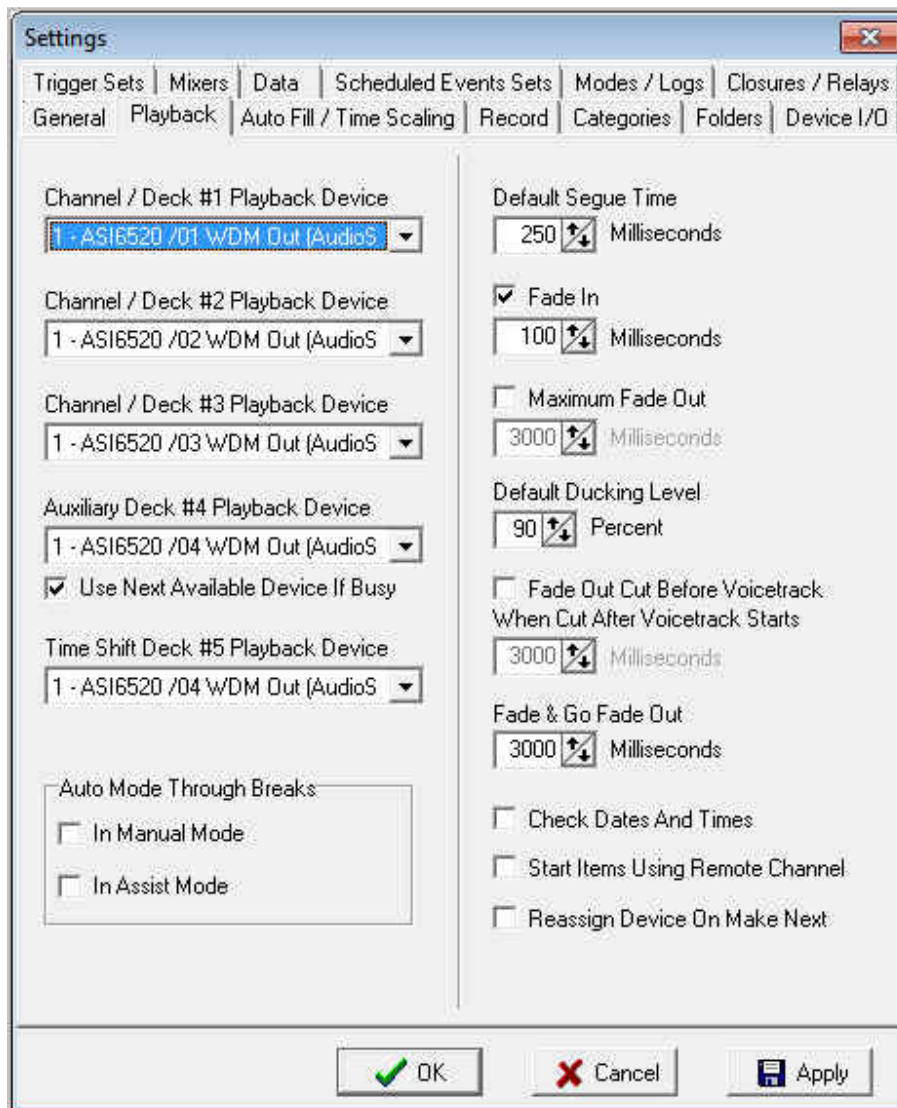 Settings
Trigger Sets Mixers Data Scheduled Events Sets Modes / Logs Closures / Relays
General Playback Auto Fill / Time Scaling Record Categories Folders Device I/O
Channel / Deck #1 Playback Device
1 - ASI6520 /01 WDM Out (AudioS
Channel / Deck #2 Playback Device
1 - ASI6520 /02 WDM Out (AudioS
Channel / Deck #3 Playback Device
1 - ASI6520 /03 WDM Out (AudioS
Auxiliary Deck #4 Playback Device
1 - ASI6520 /04 WDM Out (AudioS
Use Next Available Device If Busy
Time Shift Deck #5 Playback Device
1 - ASI6520 /04 WDM Out (AudioS
Auto Mode Through Breaks
In Manual Mode
In Assist Mode
Default Segue Time
250 Milliseconds
Fade In
100 Milliseconds
Maximum Fade Out
3000 Milliseconds
Default Ducking Level
90 Percent
Fade Out Cut Before Voicetrack
When Cut After Voicetrack Starts
3000 Milliseconds
Fade & Go Fade Out
3000 Milliseconds
Check Dates And Times
Start Items Using Remote Channel
Reassign Device On Make Next
OK Cancel Apply